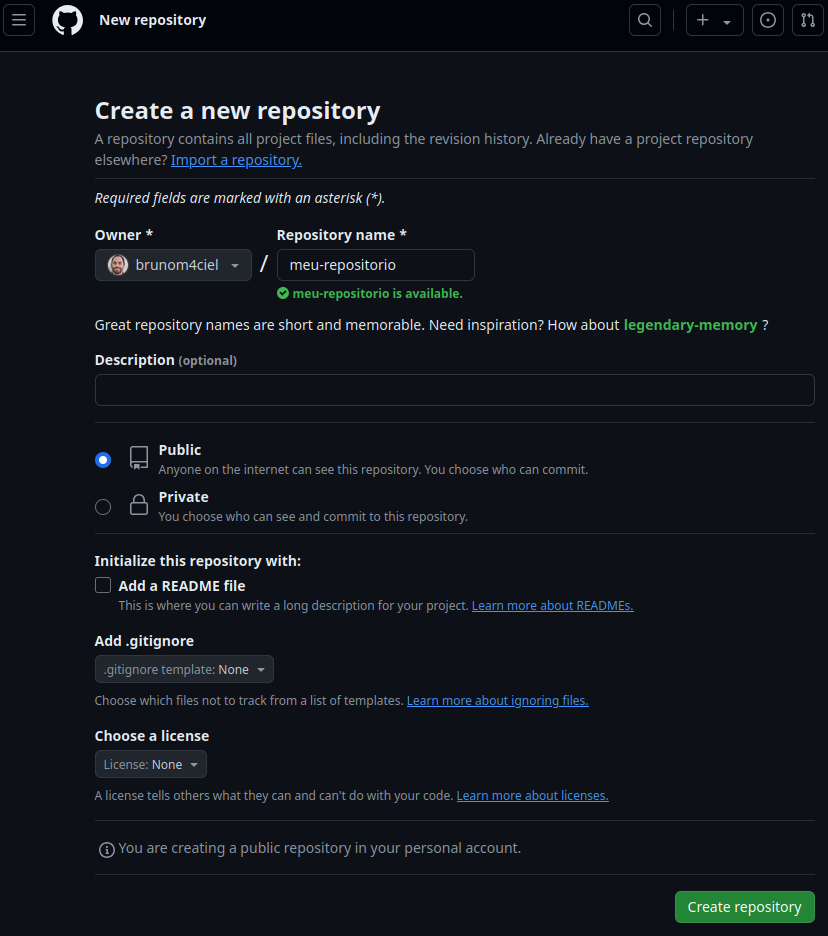 New repository
Create a new repository
A repository contains all project files, including the revision history. Already have a project repository
elsewhere? Import a repository.
Required fields are marked with an asterisk (*).
Owner * Repository name *
brunom4ciel / meu-repositorio
meu-repositorio is available.
Great repository names are short and memorable. Need inspiration? How about legendary-memory ?
Description (optional)
Public
Anyone on the internet can see this repository. You choose who can commit.
Private
You choose who can see and commit to this repository.
Initialize this repository with:
Add a README file
This is where you can write a long description for your project. Learn more about READMEs.
Add .gitignore
.gitignore template: None
Choose which files not to track from a list of templates. Learn more about ignoring files.
Choose a license
License: None
A license tells others what they can and can't do with your code. Learn more about licenses.
You are creating a public repository in your personal account.
Create repository